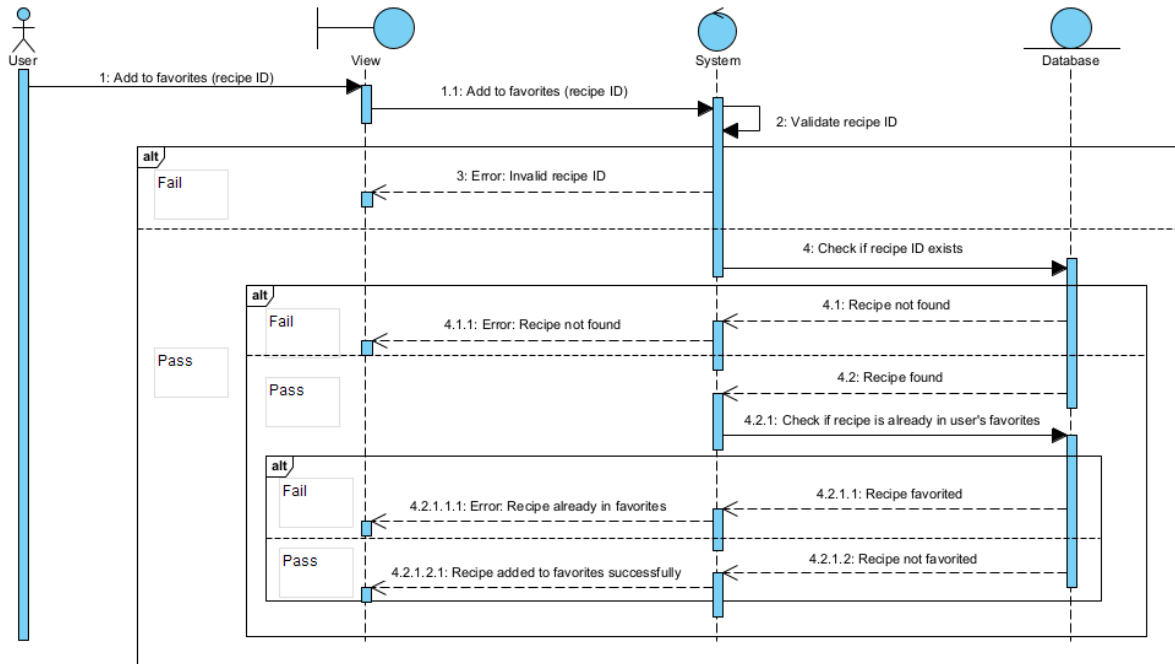 User
View
System
Database
1: Add to favorites (recipe ID)
1.1: Add to favorites (recipe ID)
2: Validate recipe ID
alt
Fail
3: Error: Invalid recipe ID
4: Check if recipe ID exists
Pass
alt
Fail
4.1: Recipe not found
4.1.1: Error: Recipe not found
Pass
4.2: Recipe found
4.2.1: Check if recipe is already in user's favorites
alt
Fail
4.2.1.1: Recipe favorited
4.2.1.1.1: Error: Recipe already in favorites
Pass
4.2.1.2: Recipe not favorited
4.2.1.2.1: Recipe added to favorites successfully